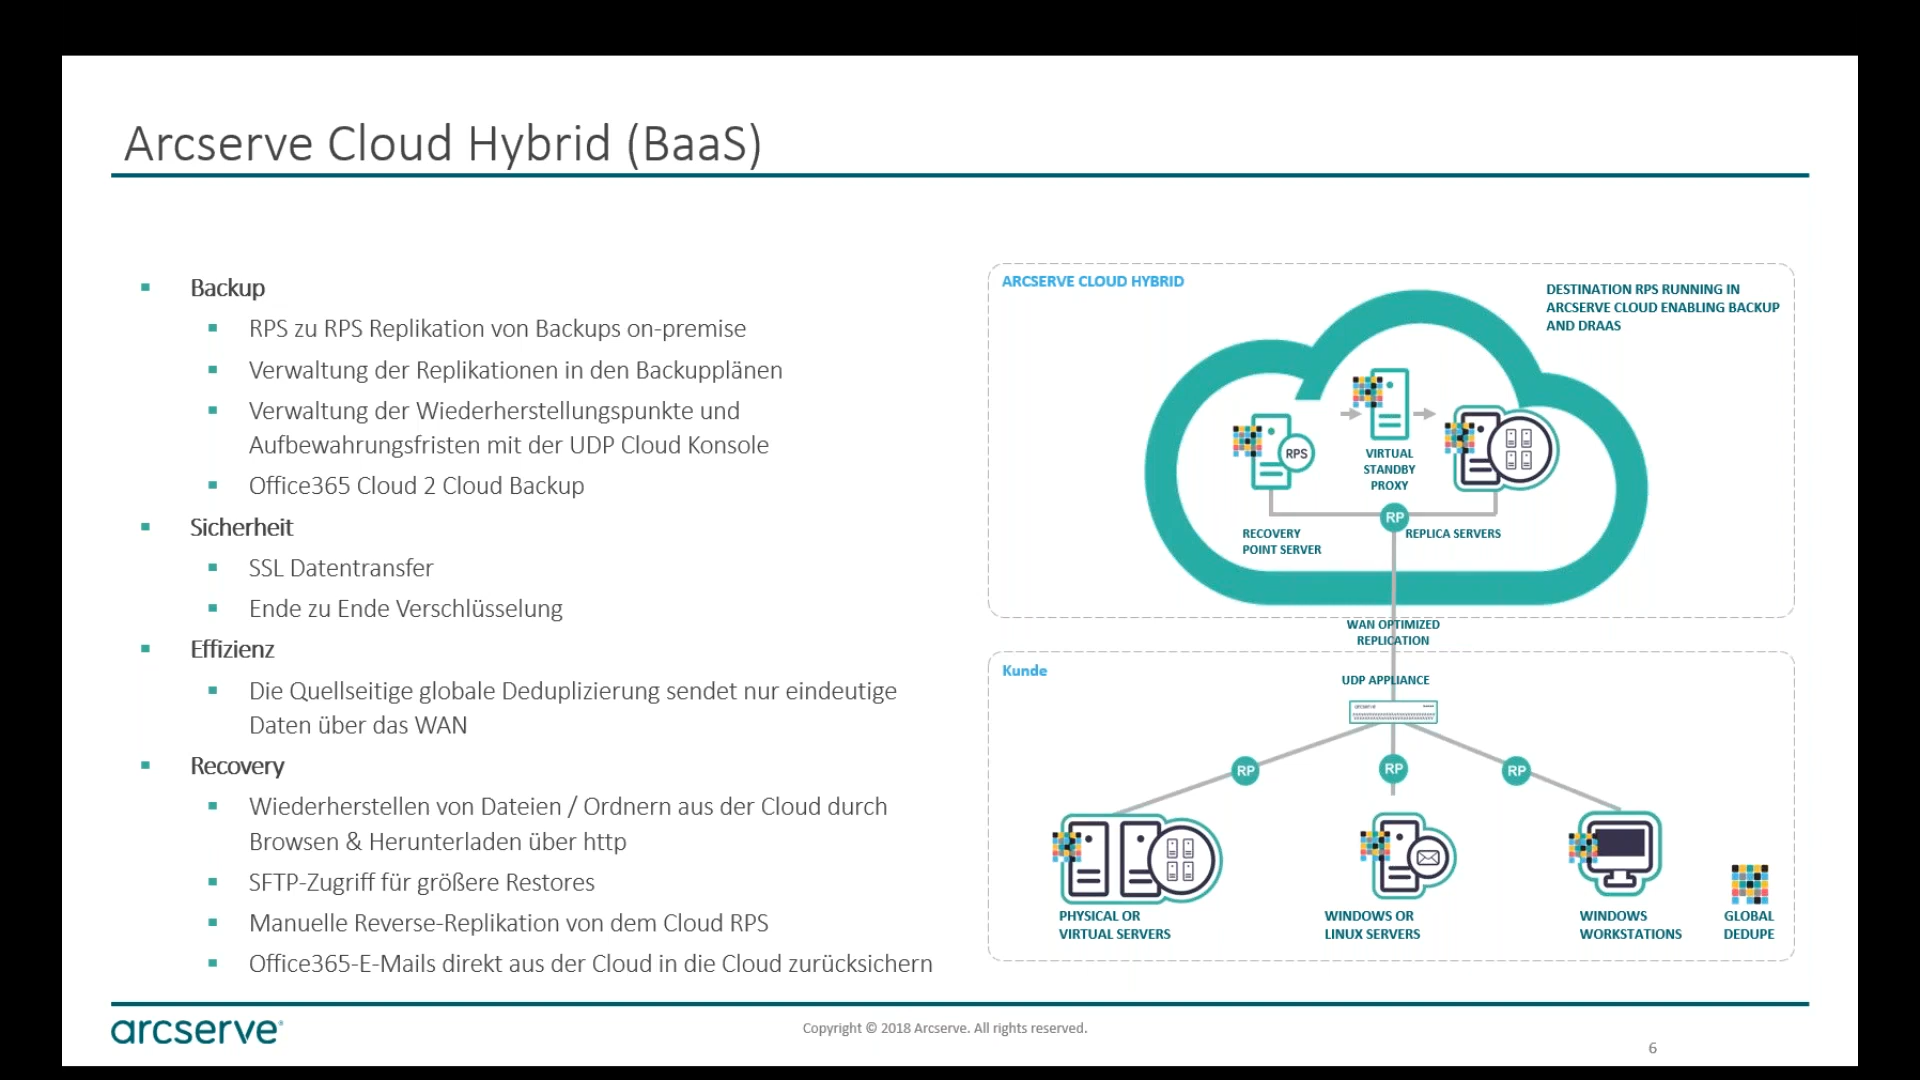 Arcserve Cloud Hybrid (BaaS)
Backup
RPS zu RPS Replikation von Backups on-premise
Verwaltung der Replikationen in den Backupplänen
Verwaltung der Wiederherstellungspunkte und
Aufbewahrungsfristen mit der UDP Cloud Konsole
Office365 Cloud 2 Cloud Backup
Sicherheit
SSL Datentransfer
Ende zu Ende Verschlüsselung
Effizienz
Die Quellseitige globale Deduplizierung sendet nur eindeutige
Daten über das WAN
Recovery
Wiederherstellen von Dateien / Ordnern aus der Cloud durch
Browsen & Herunterladen über http
SFTP-Zugriff für größere Restores
Manuelle Reverse-Replikation von dem Cloud RPS
Office365-E-Mails direkt aus der Cloud in die Cloud zurücksichern
ARCSERVE CLOUD HYBRID
DESTINATION RPS RUNNING IN
ARCSERVE CLOUD ENABLING BACKUP
AND DRAAS
RPS
VIRTUAL
STANDBY
PROXY
RP
RECOVERY
POINT SERVER
REPLICA SERVERS
WAN OPTIMIZED
REPLICATION
Kunde
UDP APPLIANCE
arcserve
RP
RP
RP
PHYSICAL OR
VIRTUAL SERVERS
WINDOWS OR
LINUX SERVERS
WINDOWS
WORKSTATIONS
GLOBAL
DEDUPE
arcserve®
Copyright © 2018 Arcserve. All rights reserved.
6